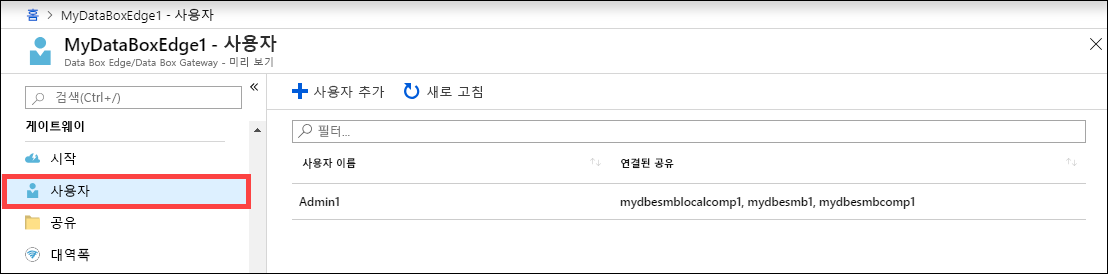 홈 > MyDataBoxEdge1 - 사용자
MyDataBoxEdge1 - 사용자
Data Box Edge/Data Box Gateway - 미리 보기
검색(Ctrl+/)
게이트웨이
시작
사용자
공유
대역폭
사용자 추가 새로 고침
필터...
사용자 이름 연결된 공유
Admin1 mydbesmblocalcomp1, mydbesmb1, mydbesmbcomp1